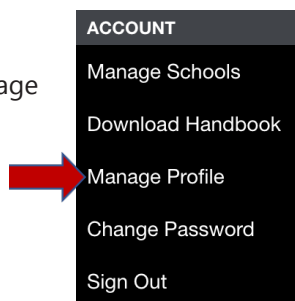 ACCOUNT
Manage Schools
age
Download Handbook
Manage Profile
Change Password
Sign Out